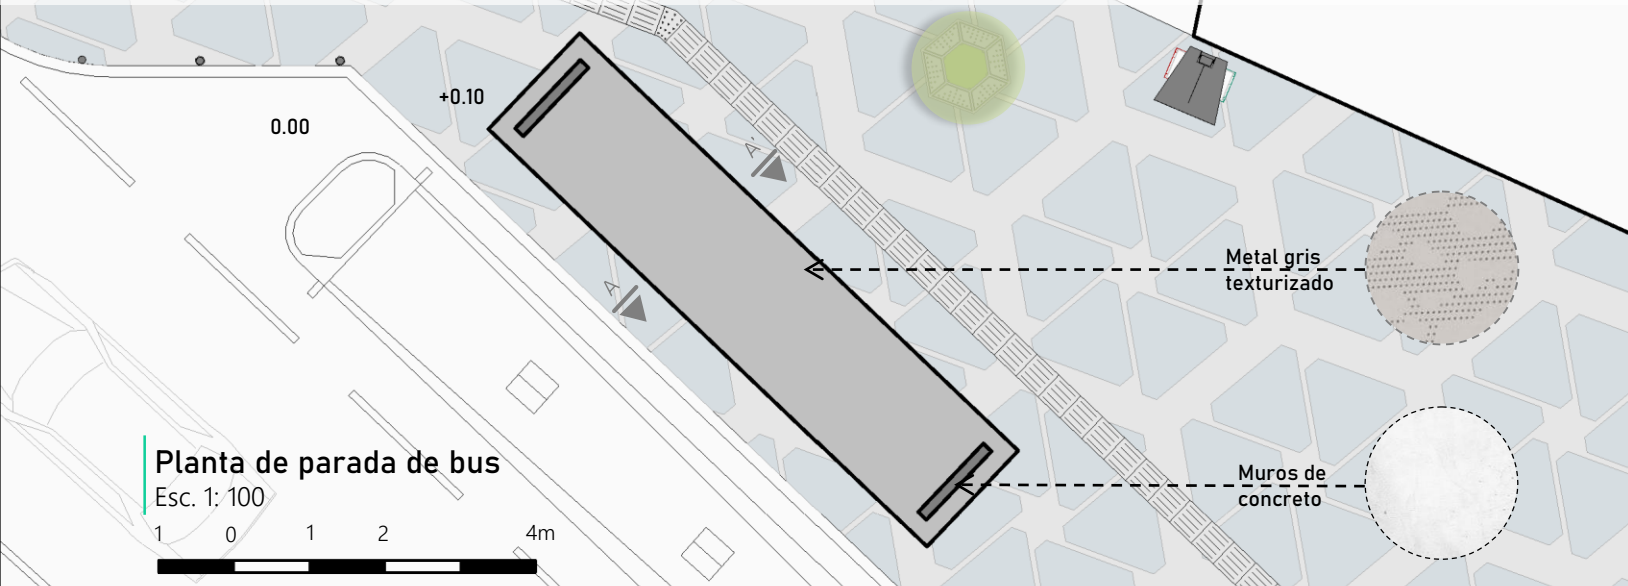 +0.10
0.00
A'
A
Metal gris
texturizado
Muros de
concreto
Planta de parada de bus
Esc. 1: 100
1 0 1 2 4m